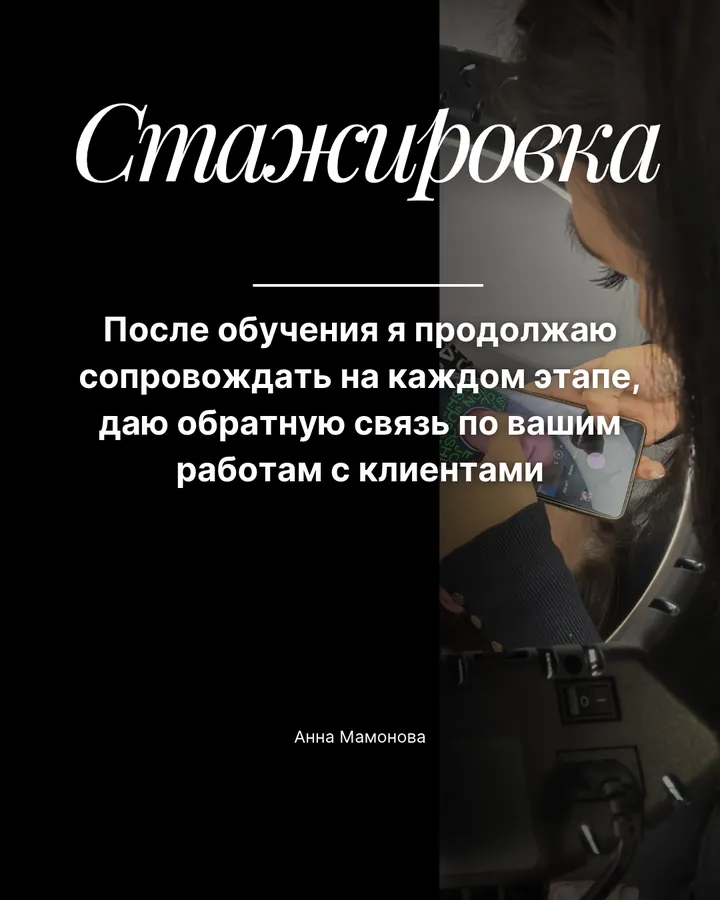 Стажировка
После обучения я продолжаю
сопровождать на каждом этапе,
даю обратную связь по вашим
работам с клиентами
Анна Мамонова